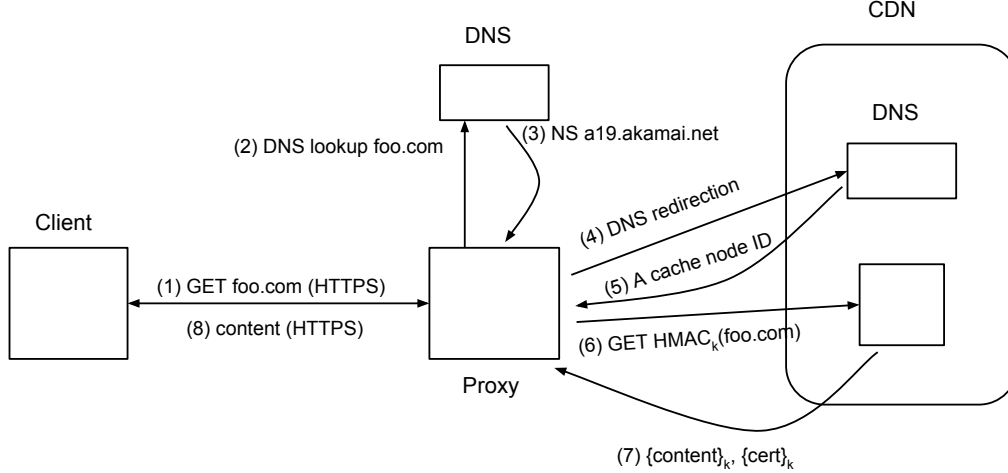 CDN
DNS
DNS
(2) DNS lookup foo.com
(3) NS a19.akamai.net
(4) DNS redirection
Client
(5) A cache node ID
(1) GET foo.com (HTTPS)
(8) content (HTTPS)
(6) GET HMACₖ(foo.com)
Proxy
(7) {content}ₖ, {cert}ₖ